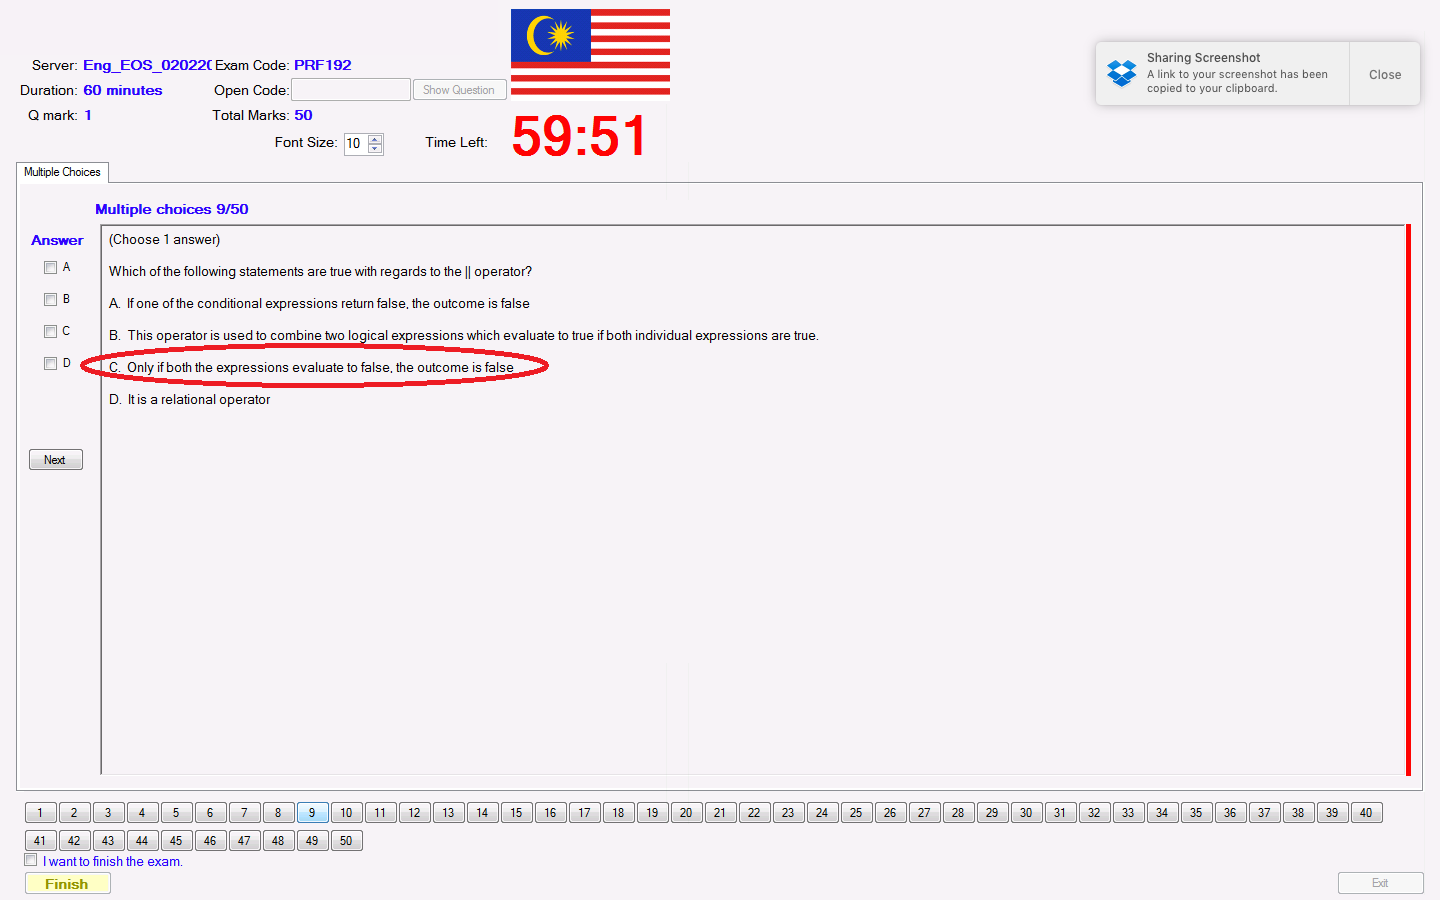 Server: Eng_EOS_020220 Exam Code: PRF192
Duration: 60 minutes Open Code: Show Question
Q mark: 1 Total Marks: 50
Font Size: 10 Time Left: 59:51
Sharing Screenshot
A link to your screenshot has been
copied to your clipboard.
Close
Multiple Choices
Multiple choices 9/50
Answer
A
B
C
D
Next
(Choose 1 answer)
Which of the following statements are true with regards to the || operator?
A. If one of the conditional expressions return false, the outcome is false
B. This operator is used to combine two logical expressions which evaluate to true if both individual expressions are true.
C. Only if both the expressions evaluate to false, the outcome is false
D. It is a relational operator
1 2 3 4 5 6 7 8 9 10 11 12 13 14 15 16 17 18 19 20 21 22 23 24 25 26 27 28 29 30 31 32 33 34 35 36 37 38 39 40
41 42 43 44 45 46 47 48 49 50
I want to finish the exam.
Finish
Exit